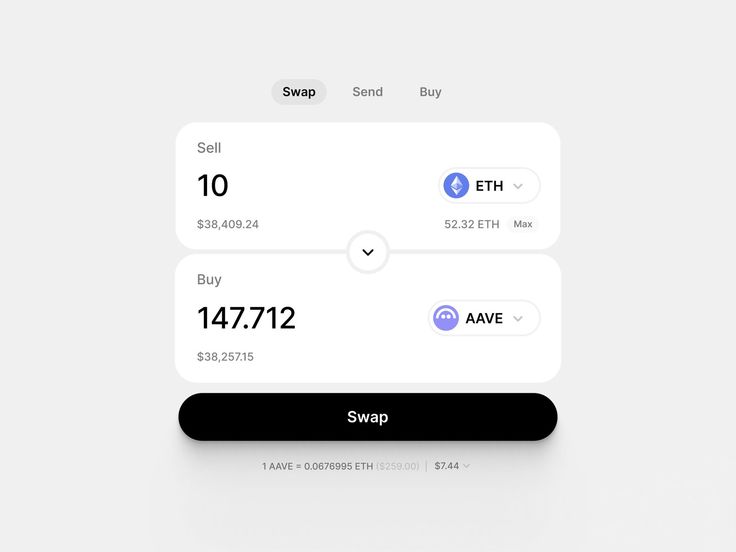 Swap Send Buy
Sell
10 ETH
$38,409.24 52.32 ETH Max
Buy
147.712 AAVE
$38,257.15
Swap
1 AAVE = 0.0676995 ETH ($259.00) | $7.44